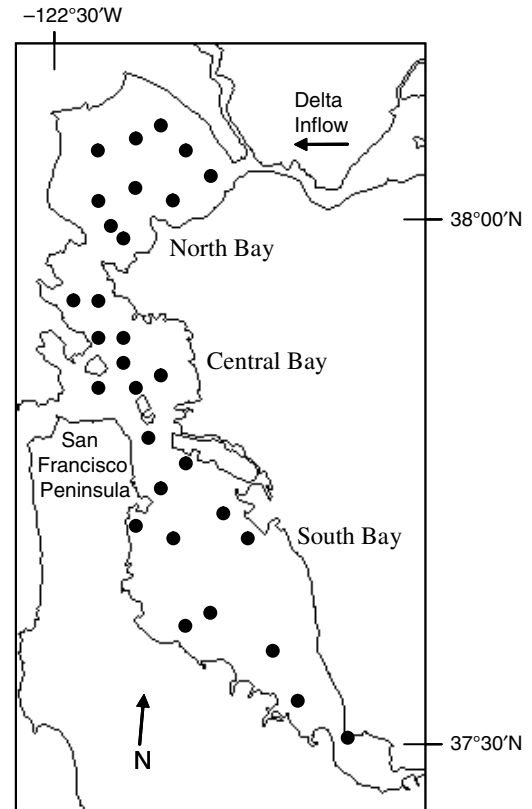 −122°30′W
Delta
Inflow
38°00′N
North Bay
Central Bay
San
Francisco
Peninsula
South Bay
N
37°30′N